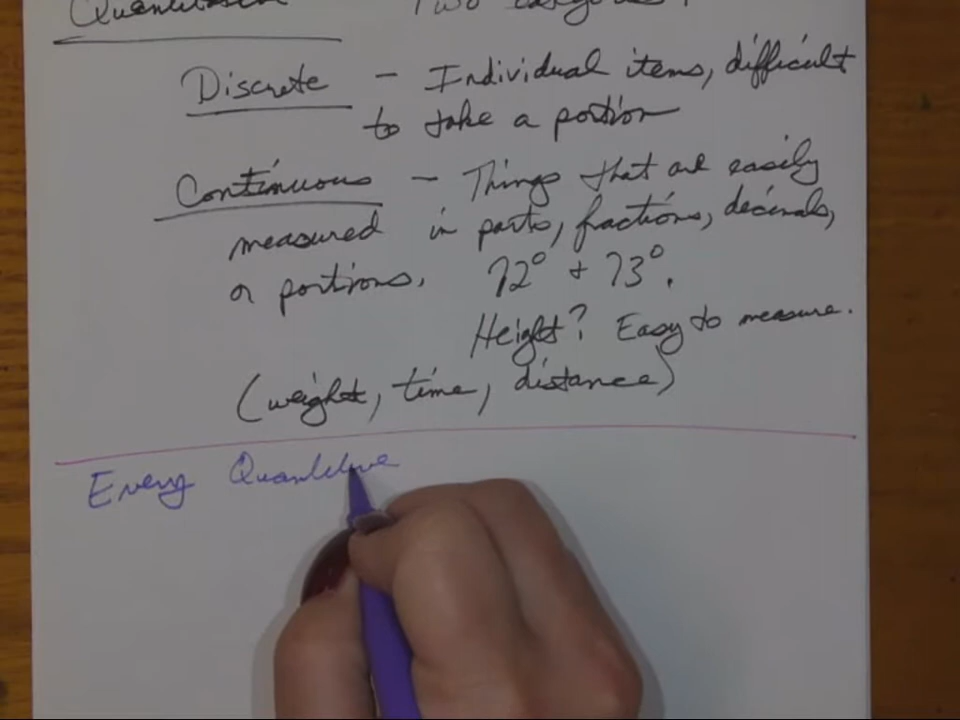 Two
Discrete - Individual items, difficult
to take a portion
Continuous - Things that are easily
measured in parts, fractions, decimals,
or portions. 72° + 73°.
Height? Easy to measure.
(weight, time, distance)
Every